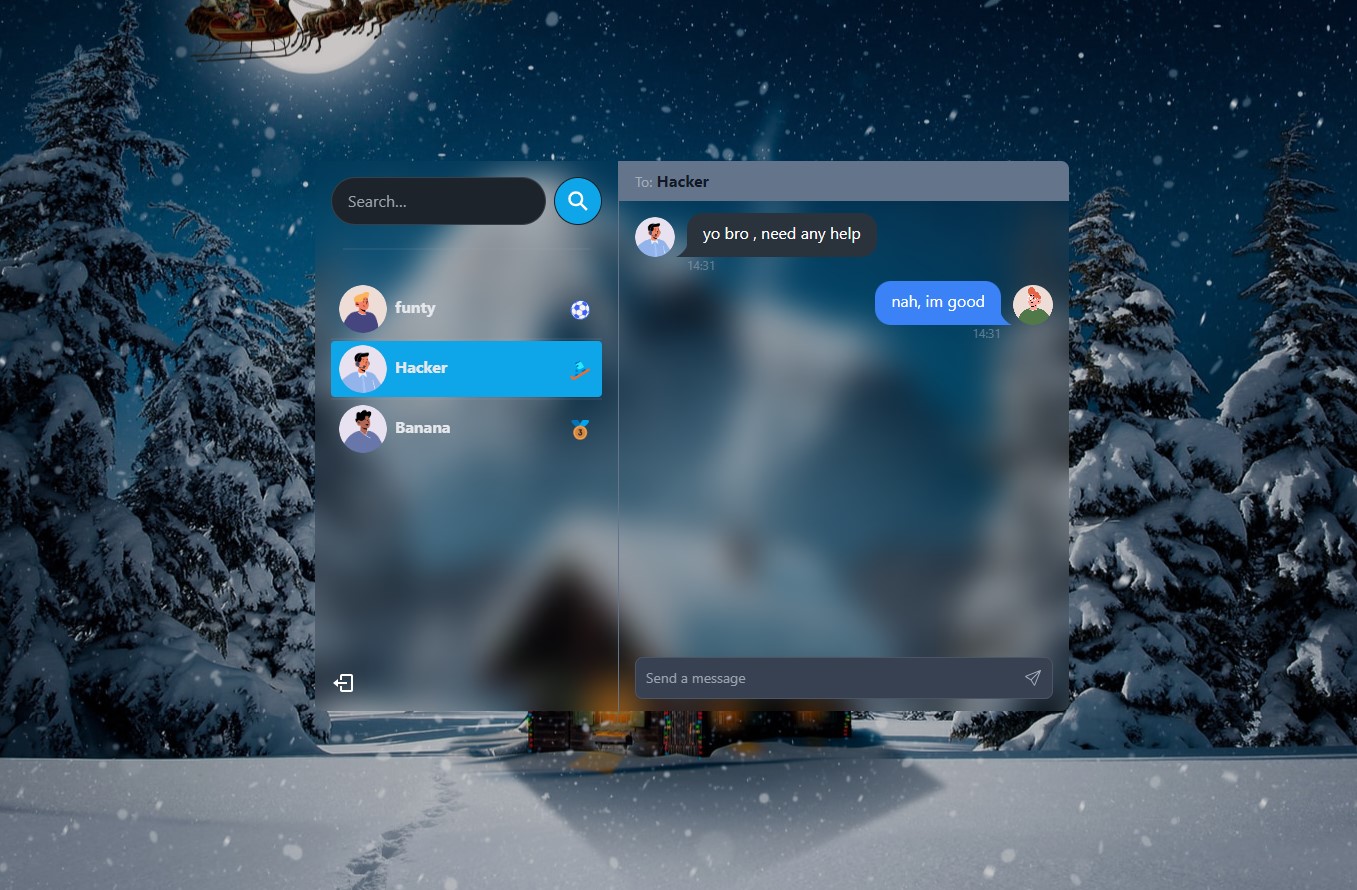 Search...
funty
Hacker
Banana
To: Hacker
yo bro , need any help
14:31
nah, im good
14:31
Send a message